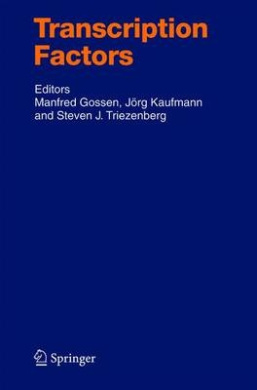 Transcription
Factors
Editors
Manfred Gossen, Jörg Kaufmann
and Steven J. Triezenberg
Springer